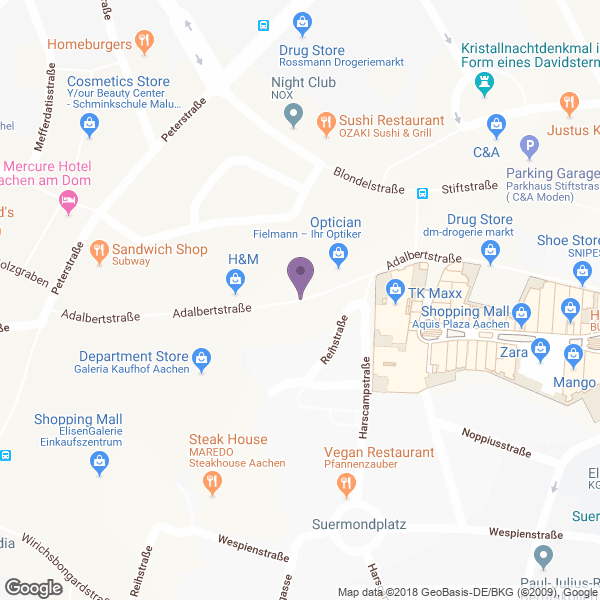 Homeburgers
Drug Store
Rossmann Drogeriemarkt
Kristallnachtdenkmal i
Form eines Davidstern
Cosmetics Store
Y/our Beauty Center
- Schminkschule Malu...
Mefferdatisstraße
Peterstraße
Night Club
NOX
Sushi Restaurant
OZAKI Sushi & Grill
Justus K
C&A
hel
Mercure Hotel
achen am Dom
Blondelstraße
Stiftstraße
Parking Garage
Parkhaus Stiftstras
( C&A Moden)
d's
Sandwich Shop
Subway
Optician
Fielmann – Ihr Optiker
Drug Store
dm-drogerie markt
Shoe Store
SNIPES
olzgraben
Peterstraße
H&M
Adalbertstraße
Adalbertstraße
Adalbertstraße
TK Maxx
Shopping Mall
Aquis Plaza Aachen
H
BU
Reihstraße
Harscampstraße
Zara
Mango
Department Store
Galeria Kaufhof Aachen
Shopping Mall
ElisenGalerie
Einkaufszentrum
Steak House
MAREDO
Steakhouse Aachen
Vegan Restaurant
Pfannenzauber
Noppiusstraße
El
KG
Suermondplatz
Suerm
Wespienstraße
Wespienstraße
dia
Wirichsbongardstraße
Reihstraße
gasse
Hars
Paul-Julius-R
Google
Map data ©2018 GeoBasis-DE/BKG (©2009), Google